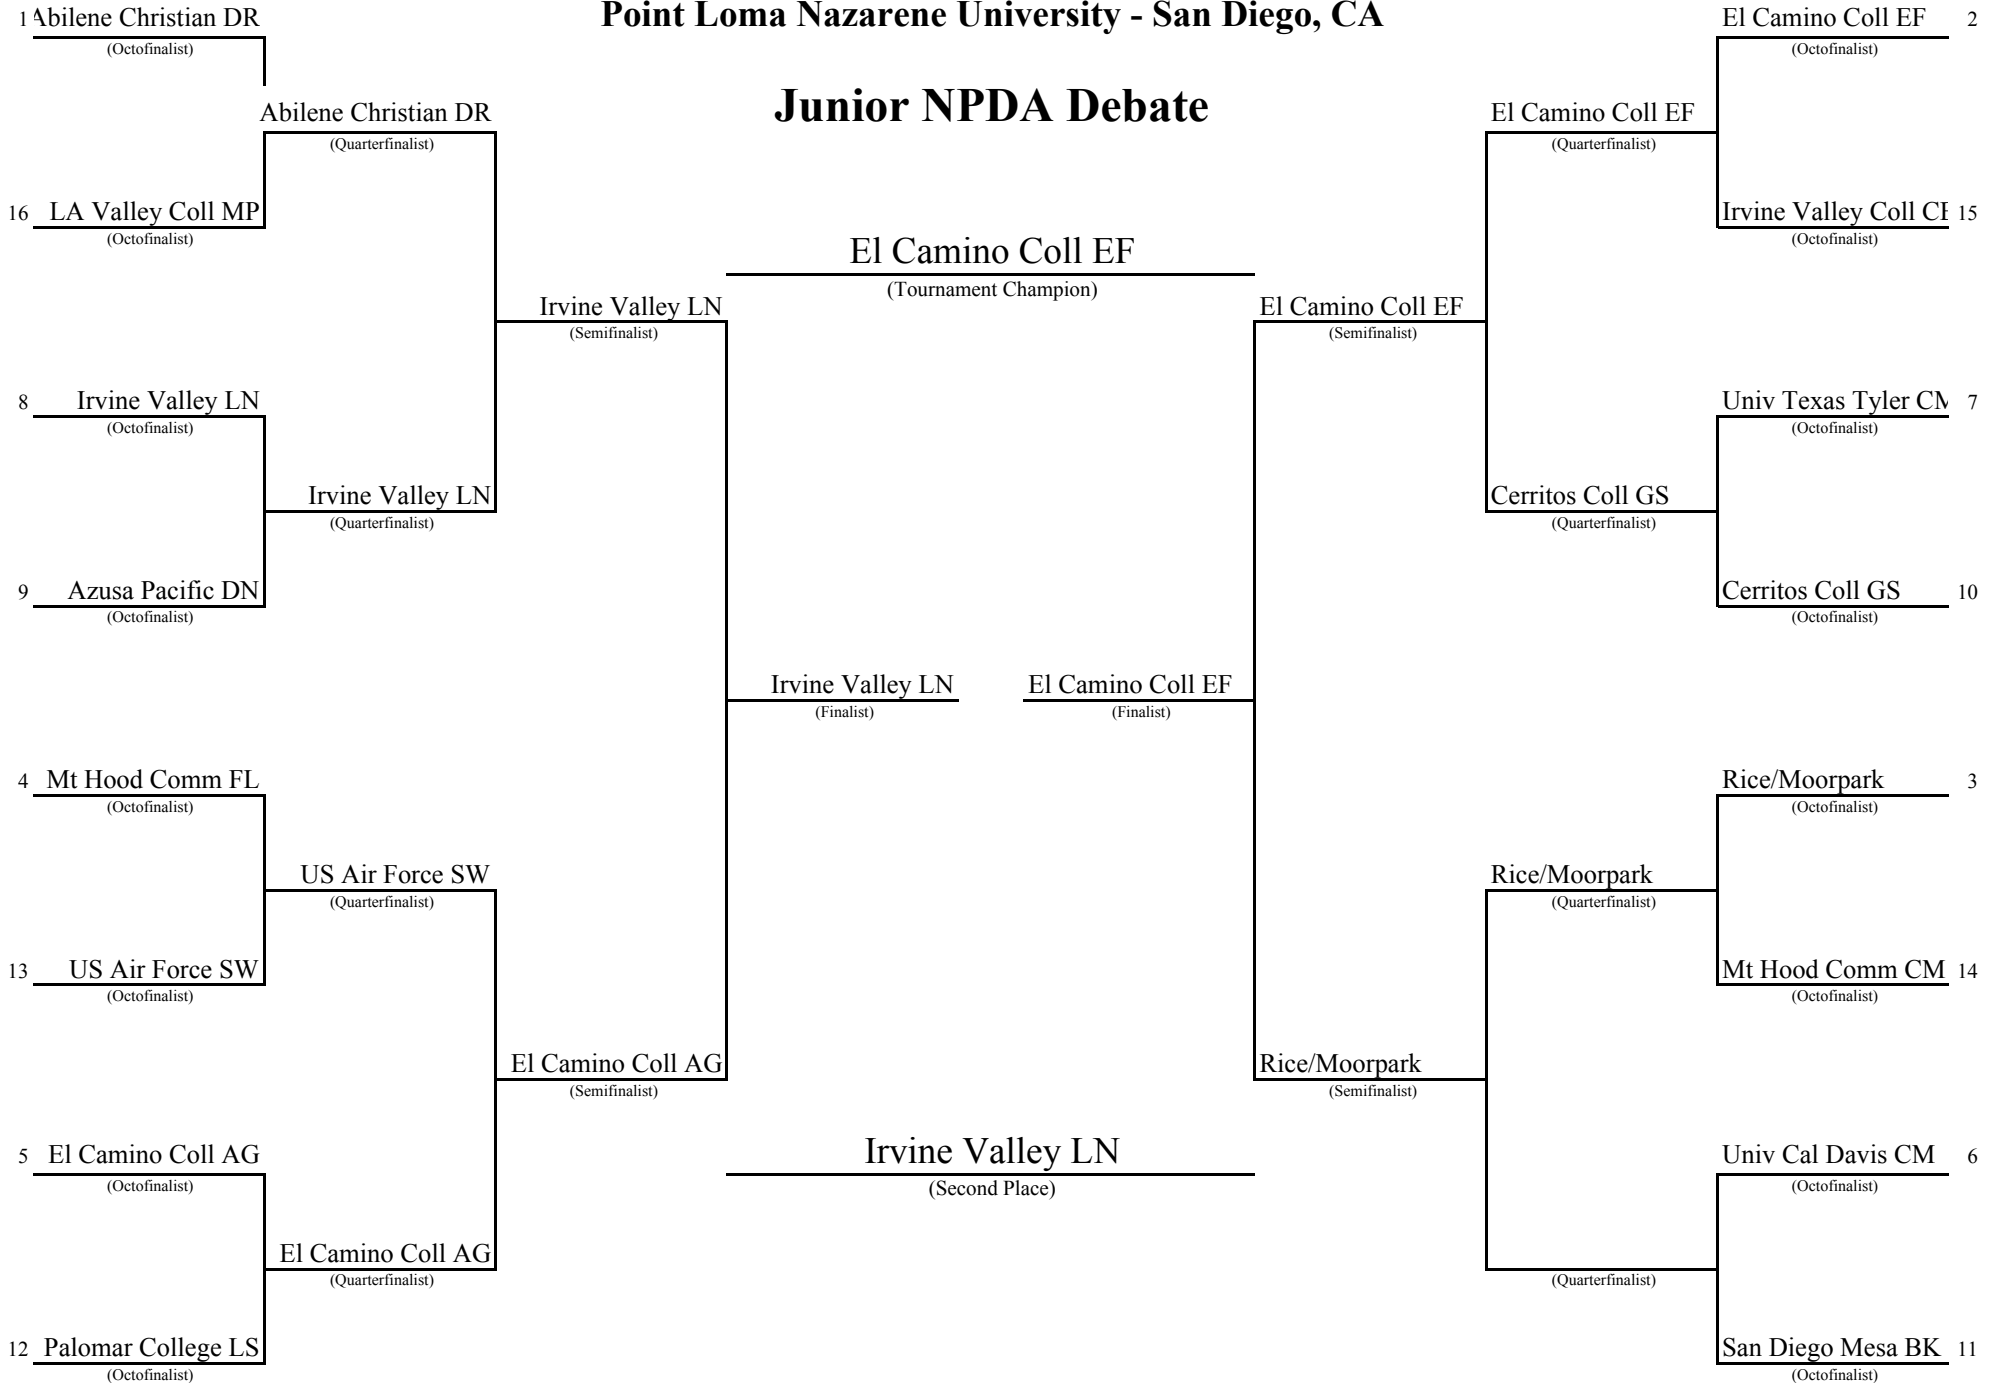 Point Loma Nazarene University - San Diego, CA
Junior NPDA Debate
1 Abilene Christian DR
(Octofinalist)
Abilene Christian DR
(Quarterfinalist)
16 LA Valley Coll MP
(Octofinalist)
Irvine Valley LN
(Semifinalist)
8 Irvine Valley LN
(Octofinalist)
Irvine Valley LN
(Quarterfinalist)
9 Azusa Pacific DN
(Octofinalist)
Irvine Valley LN
(Finalist)
4 Mt Hood Comm FL
(Octofinalist)
US Air Force SW
(Quarterfinalist)
13 US Air Force SW
(Octofinalist)
El Camino Coll AG
(Semifinalist)
5 El Camino Coll AG
(Octofinalist)
El Camino Coll AG
(Quarterfinalist)
12 Palomar College LS
(Octofinalist)
El Camino Coll EF
(Tournament Champion)
Irvine Valley LN
(Second Place)
El Camino Coll EF 2
(Octofinalist)
El Camino Coll EF
(Quarterfinalist)
Irvine Valley Coll 15
(Octofinalist)
El Camino Coll EF
(Semifinalist)
Univ Texas Tyler 7
(Octofinalist)
Cerritos Coll GS
(Quarterfinalist)
Cerritos Coll GS 10
(Octofinalist)
El Camino Coll EF
(Finalist)
Rice/Moorpark 3
(Octofinalist)
Rice/Moorpark
(Quarterfinalist)
Mt Hood Comm CM 14
(Octofinalist)
Rice/Moorpark
(Semifinalist)
Univ Cal Davis CM 6
(Octofinalist)
(Quarterfinalist)
San Diego Mesa BK 11
(Octofinalist)